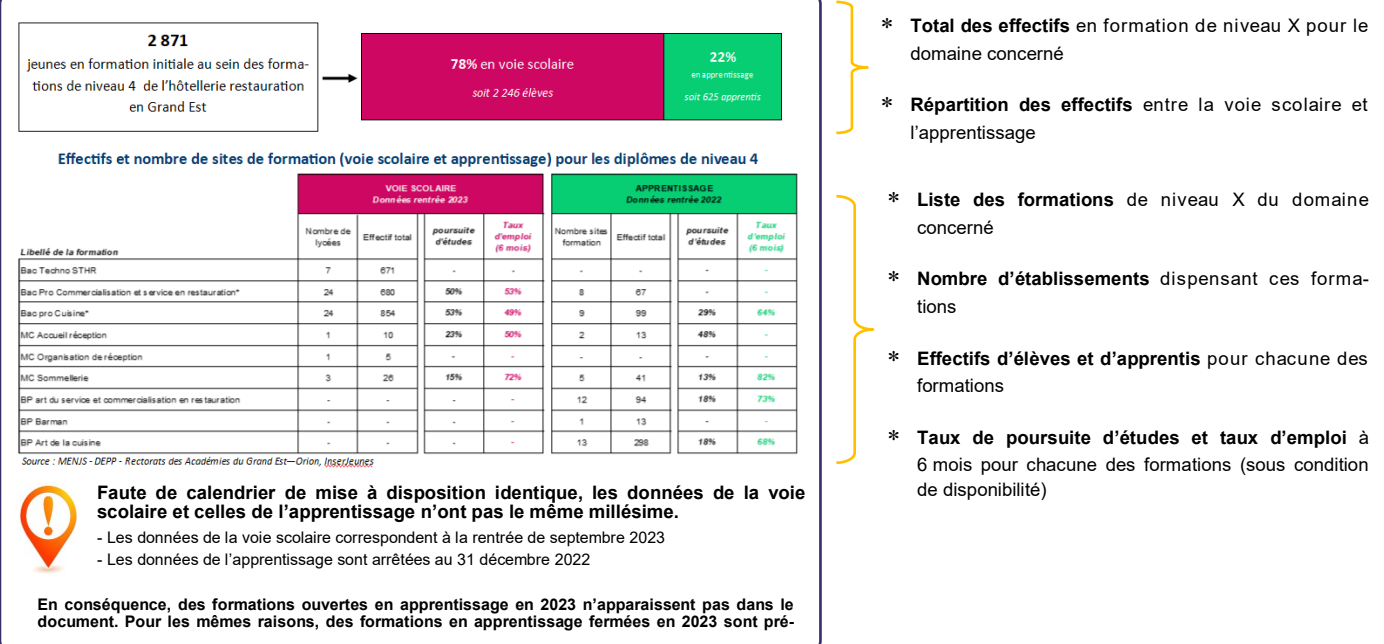 2 871
jeunes en formation initiale au sein des forma-
tions de niveau 4 de l'hôtellerie restauration
en Grand Est
78% en voie scolaire
soit 2 246 élèves
22%
en apprentissage
soit 625 apprentis
Effectifs et nombre de sites de formation (voie scolaire et apprentissage) pour les diplômes de niveau 4
VOIE SCOLAIRE
Données rentrée 2023
APPRENTISSAGE
Données rentrée 2022
Libellé de la formation
Nombre de lycées
Effectif total
poursuite d'études
Taux d'emploi (6 mois)
Nombre sites formation
Effectif total
poursuite d'études
Taux d'emploi (6 mois)
Bac Techno STHR 7 671 - - - - - -
Bac Pro Commercialisation et service en restauration* 24 680 50% 53% 8 67 - -
Bac pro Cuisine* 24 854 53% 49% 9 99 29% 64%
MC Accueil réception 1 10 23% 50% 2 13 48% -
MC Organisation de réception 1 5 - - - - - -
MC Sommellerie 3 26 15% 72% 5 41 13% 82%
BP art du service et commercialisation en restauration - - - - 12 94 18% 73%
BP Barman - - - - 1 13 - -
BP Art de la cuisine - - - - 13 298 18% 68%
Source : MENJS - DEPP - Rectorats des Académies du Grand Est—Orion, InserJeunes
Faute de calendrier de mise à disposition identique, les données de la voie
scolaire et celles de l'apprentissage n'ont pas le même millésime.
- Les données de la voie scolaire correspondent à la rentrée de septembre 2023
- Les données de l'apprentissage sont arrêtées au 31 décembre 2022
En conséquence, des formations ouvertes en apprentissage en 2023 n'apparaissent pas dans le
document. Pour les mêmes raisons, des formations en apprentissage fermées en 2023 sont pré-
* Total des effectifs en formation de niveau X pour le
domaine concerné
* Répartition des effectifs entre la voie scolaire et
l'apprentissage
* Liste des formations de niveau X du domaine
concerné
* Nombre d'établissements dispensant ces forma-
tions
* Effectifs d'élèves et d'apprentis pour chacune des
formations
* Taux de poursuite d'études et taux d'emploi à
6 mois pour chacune des formations (sous condition
de disponibilité)